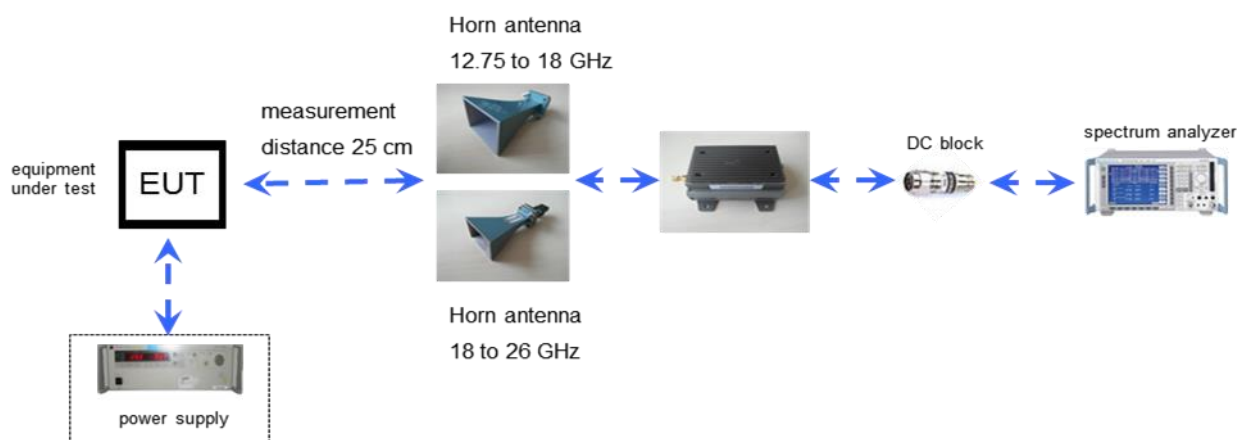 Horn antenna
12.75 to 18 GHz
measurement
distance 25 cm
equipment
under test
EUT
DC block
spectrum analyzer
Horn antenna
18 to 26 GHz
power supply